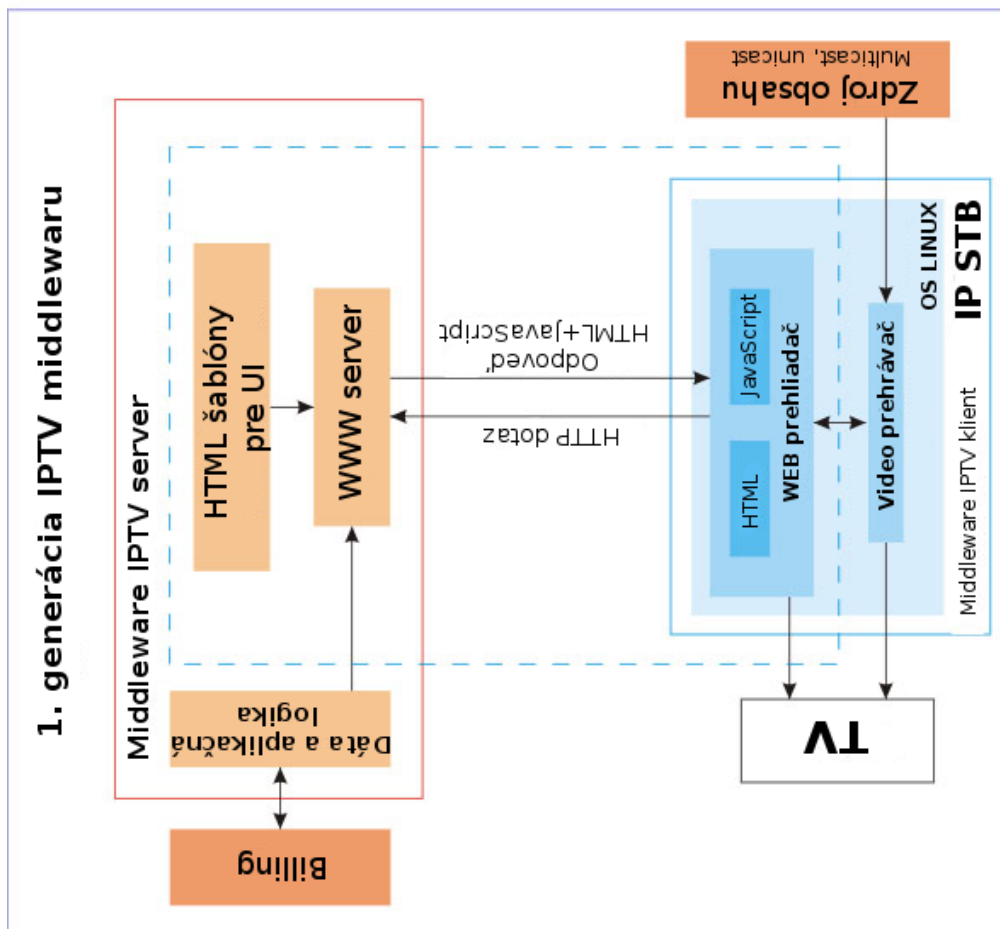 1. generácia IPTV middlewaru
Middleware IPTV server
Billing
Dáta a aplikačná
logika
HTML šablóny
pre UI
WWW server
HTTP dotaz
Odpoveď
HTML+JavaScript
HTML
JavaScript
WEB prehliadač
Video prehrávač
OS LINUX
Middleware IPTV klient
IP STB
TV
Zdroj obsahu
Multicast, unicast